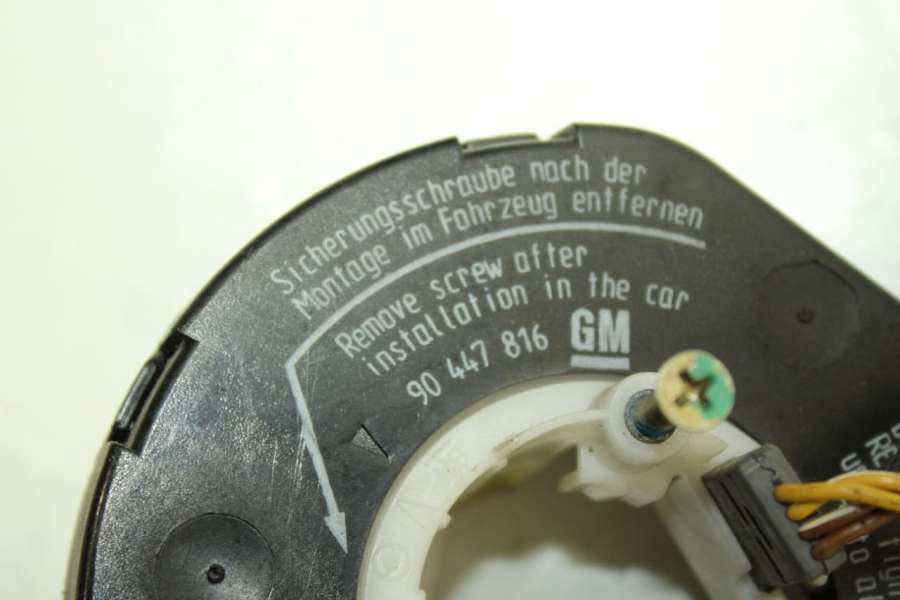 Sicherungsschraube nach der
Montage im Fahrzeug entfernen
Remove screw after
installation in the car
90 447 816 GM